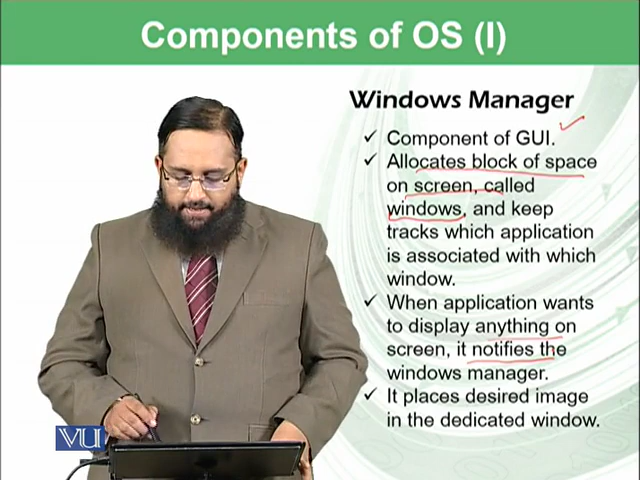 Components of OS (I)
Windows Manager
✓ Component of GUI.
✓ Allocates block of space
on screen, called
windows, and keep
tracks which application
is associated with which
window.
✓ When application wants
to display anything on
screen, it notifies the
windows manager.
✓ It places desired image
in the dedicated window.
VU